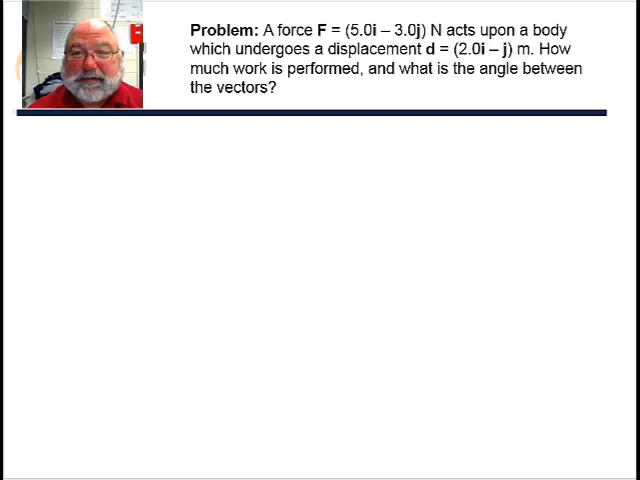 Problem: A force F = (5.0i – 3.0j) N acts upon a body
which undergoes a displacement d = (2.0i – j) m. How
much work is performed, and what is the angle between
the vectors?